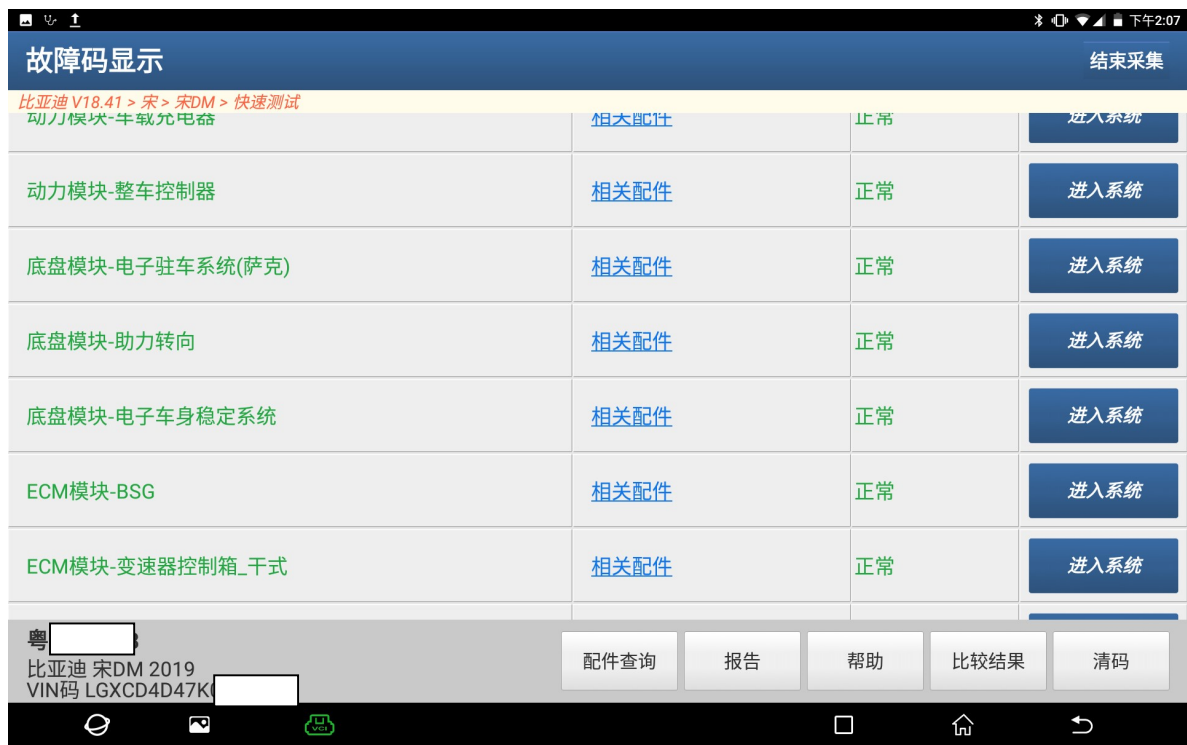 下午2:07
故障码显示
结束采集
比亚迪 V18.41 > 宋 > 宋DM > 快速测试
动力模块-车载充电器 相关配件 正常 进入系统
动力模块-整车控制器 相关配件 正常 进入系统
底盘模块-电子驻车系统(萨克) 相关配件 正常 进入系统
底盘模块-助力转向 相关配件 正常 进入系统
底盘模块-电子车身稳定系统 相关配件 正常 进入系统
ECM模块-BSG 相关配件 正常 进入系统
ECM模块-变速器控制箱_干式 相关配件 正常 进入系统
粤
比亚迪 宋DM 2019
VIN码 LGXCD4D47K
配件查询 报告 帮助 比较结果 清码
VCI